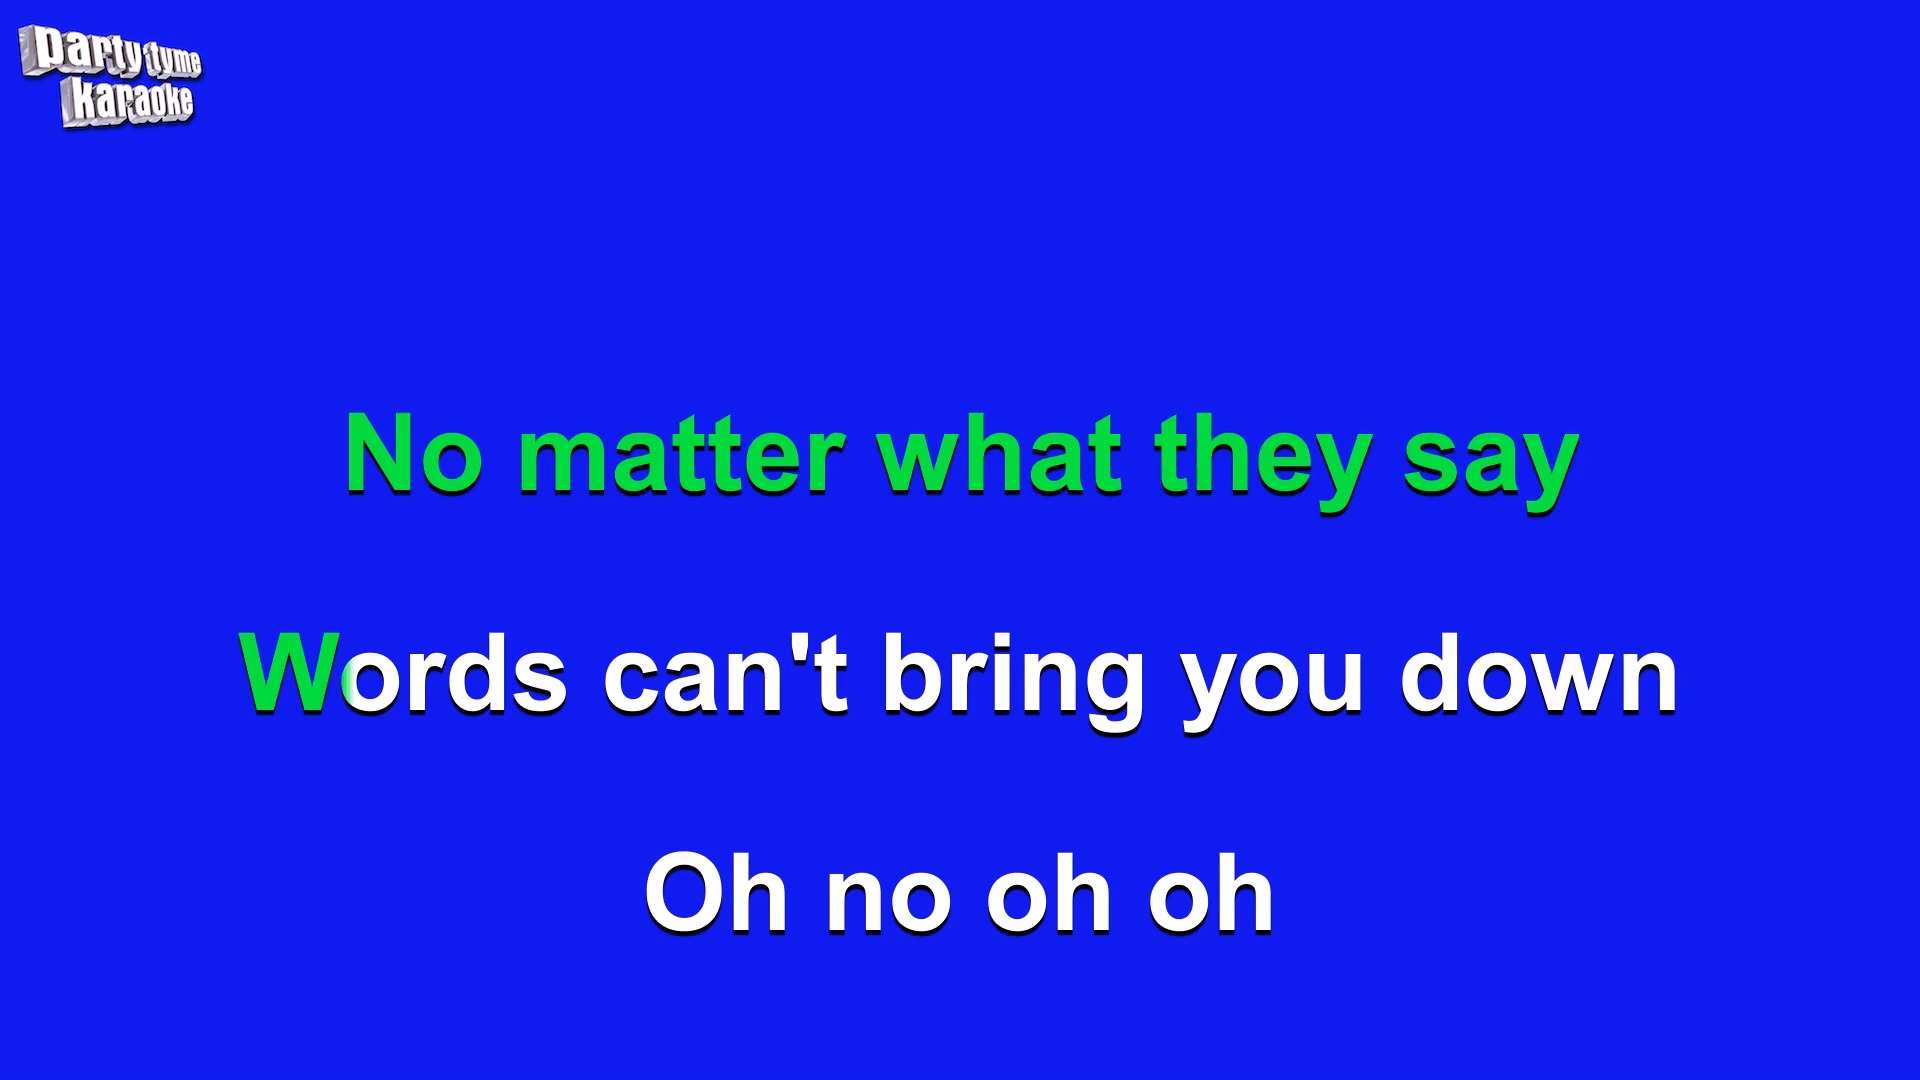 party tyme
karaoke
No matter what they say
Words can't bring you down
Oh no oh oh